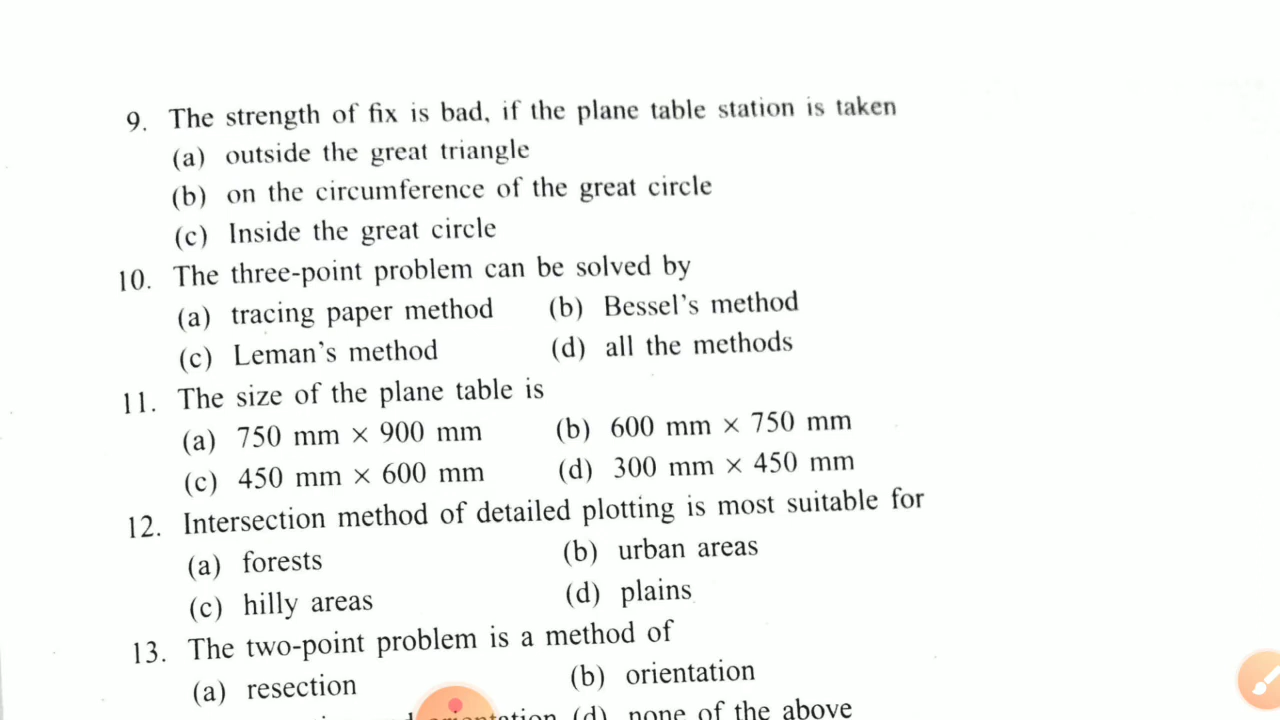 9. The strength of fix is bad, if the plane table station is taken
(a) outside the great triangle
(b) on the circumference of the great circle
(c) Inside the great circle
10. The three-point problem can be solved by
(a) tracing paper method (b) Bessel's method
(c) Leman's method (d) all the methods
11. The size of the plane table is
(a) 750 mm × 900 mm (b) 600 mm × 750 mm
(c) 450 mm × 600 mm (d) 300 mm × 450 mm
12. Intersection method of detailed plotting is most suitable for
(a) forests (b) urban areas
(c) hilly areas (d) plains
13. The two-point problem is a method of
(a) resection (b) orientation
(d) none of the above